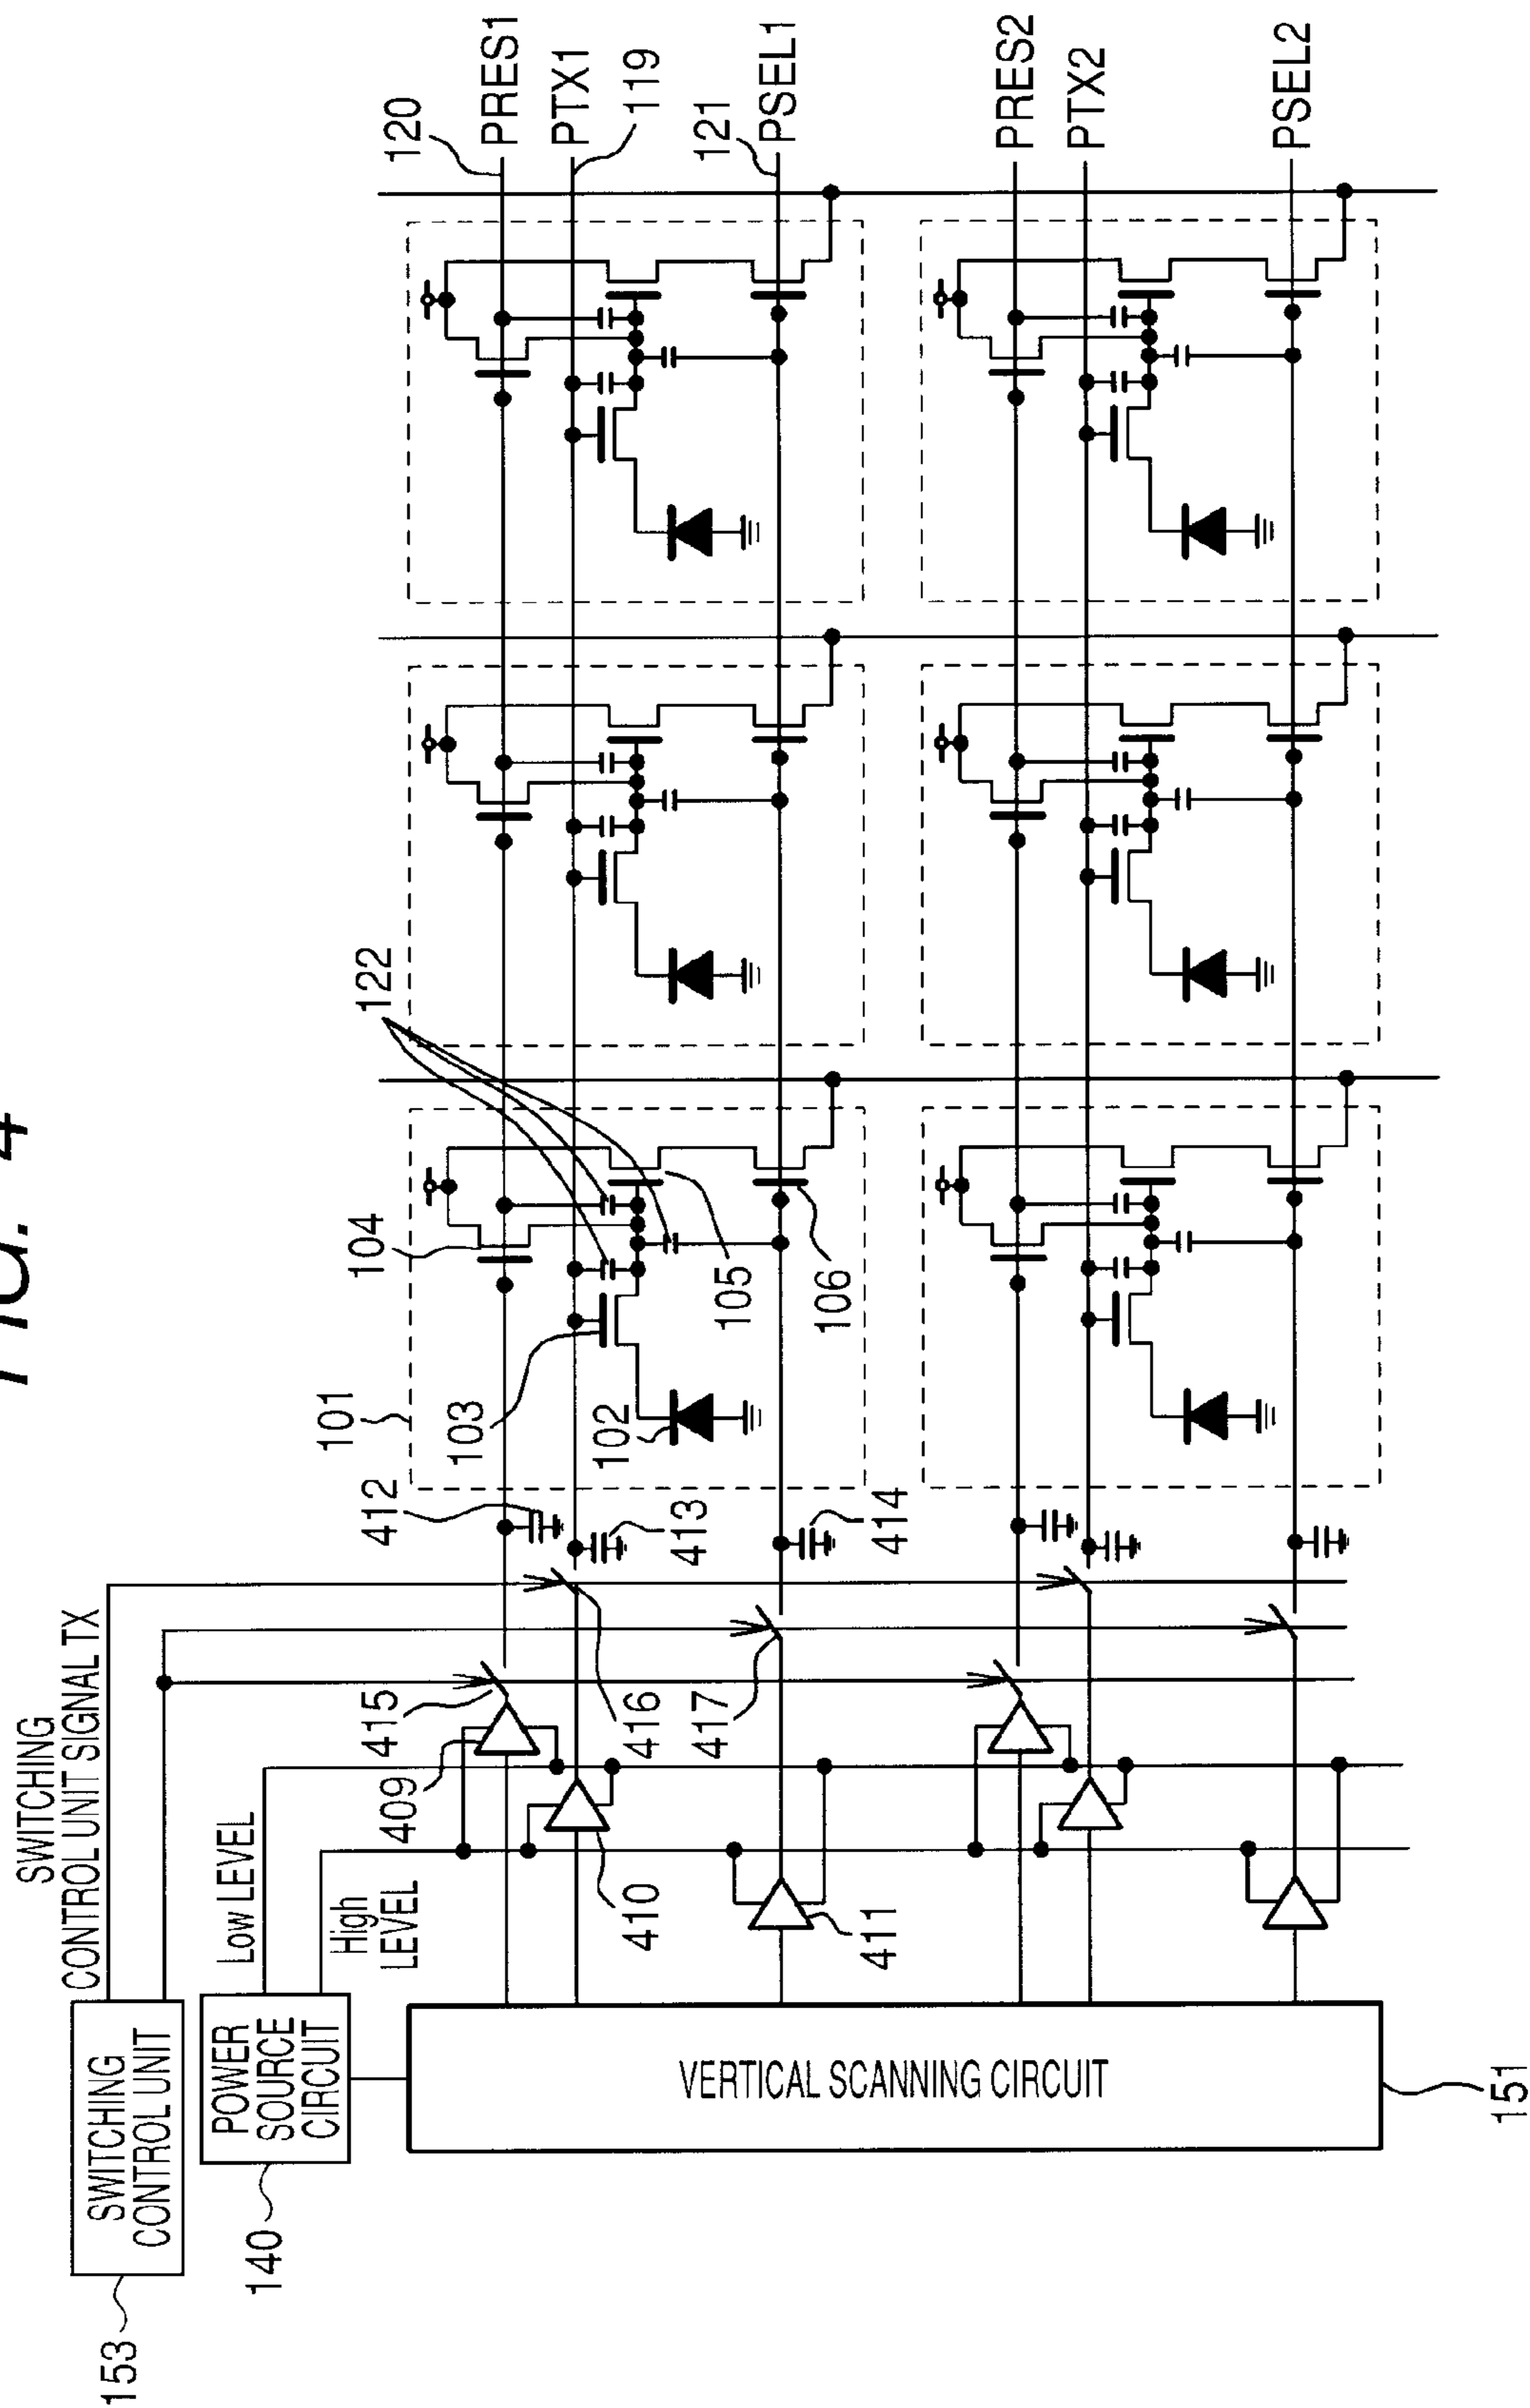 FIG. 4
SWITCHING
CONTROL UNIT SIGNAL TX
153
SWITCHING
CONTROL UNIT
140
POWER
SOURCE
CIRCUIT
Low LEVEL
High
LEVEL
VERTICAL SCANNING CIRCUIT
151
409
410
411
415
416
417
412
413
414
101
102
103
104
105
106
122
120
PRES1
PTX1
119
121
PSEL1
PRES2
PTX2
PSEL2